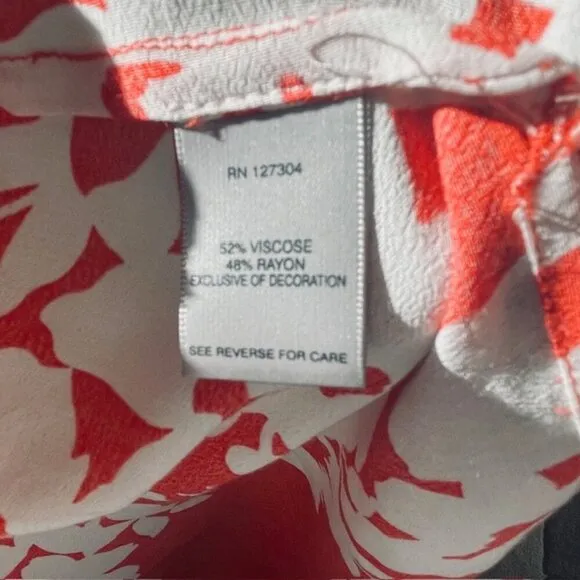 RN 127304
52% VISCOSE
48% RAYON
EXCLUSIVE OF DECORATION
SEE REVERSE FOR CARE